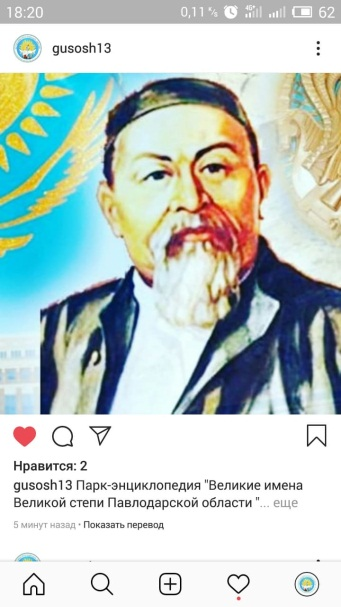 18:20 0,11 ᴷ/s 4G 62
gusosh13
Нравится: 2
gusosh13 Парк-энциклопедия "Великие имена
Великой степи Павлодарской области "... еще
5 минут назад · Показать перевод